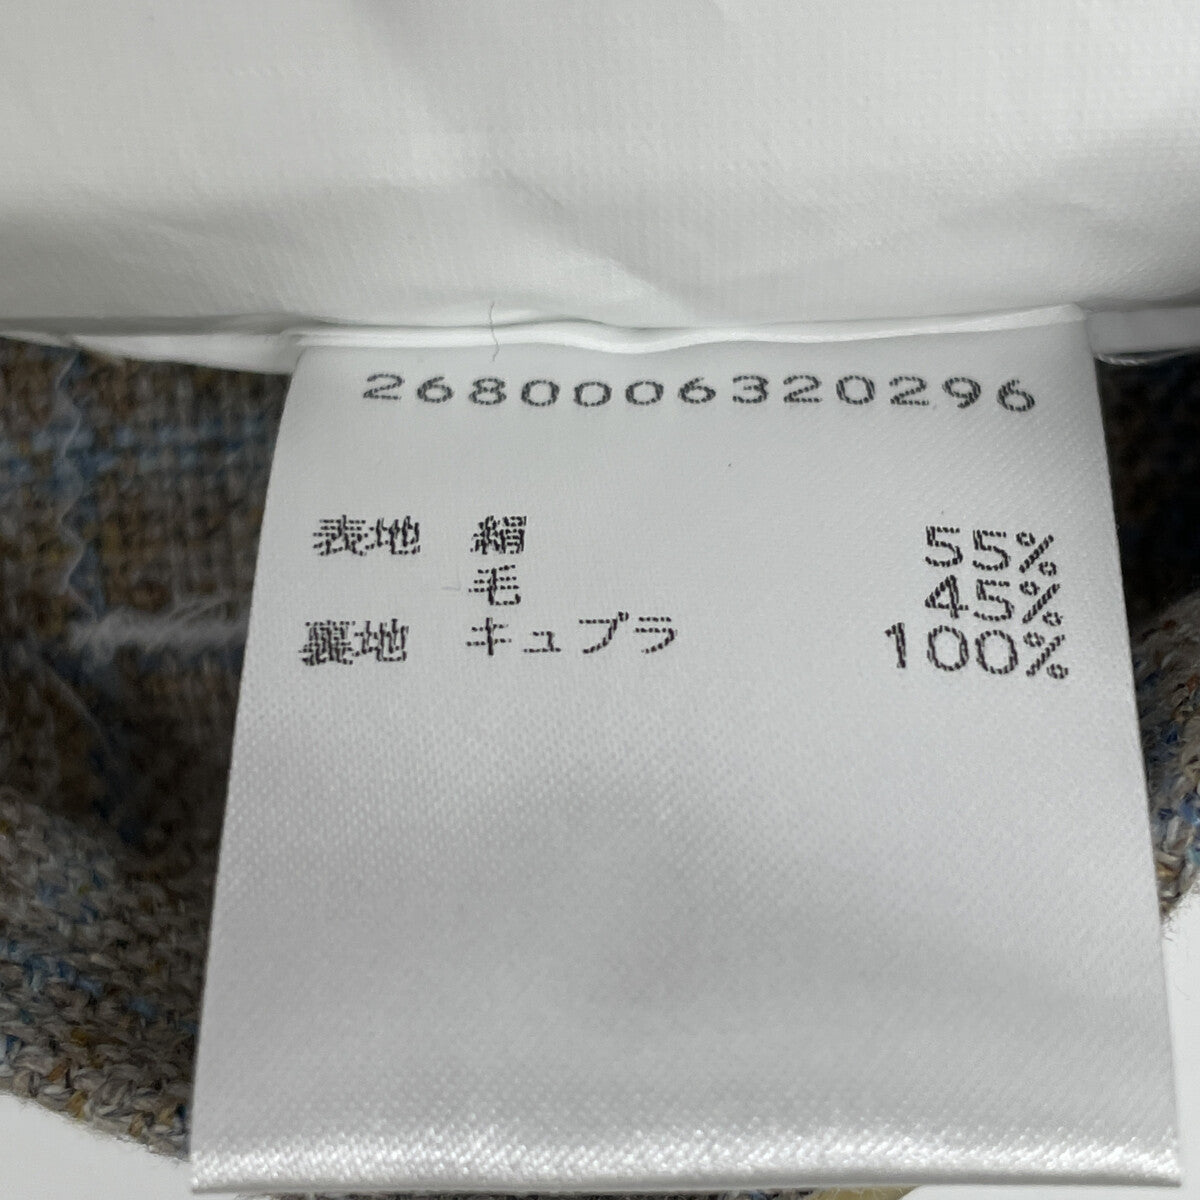 2680006320296
表地 絹 55%
毛 45%
裏地 キュプラ 100%